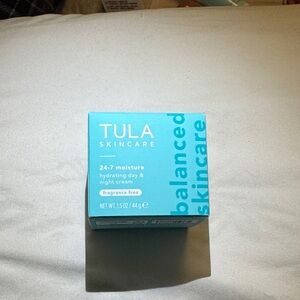 TULA
SKINCARE
24-7 moisture
hydrating day &
night cream
fragrance free
NET WT. 1.5 OZ / 44 g ℮
balanced
skincare